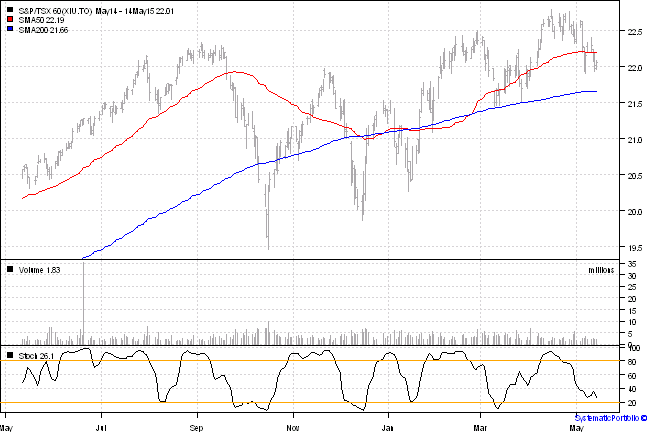 S&P/TSX 60(XIU.TO) May14 - 14May15 22.01
SMA50 22.19
SMA200 21.66
22.5
22.0
21.5
21.0
20.5
20.0
19.5
Volume 1.83
millions
35
30
25
20
15
10
5
0
Stoch 26.1
100
80
60
40
20
May Jul Sep Nov Jan Mar May
SystematicPortfolio ©